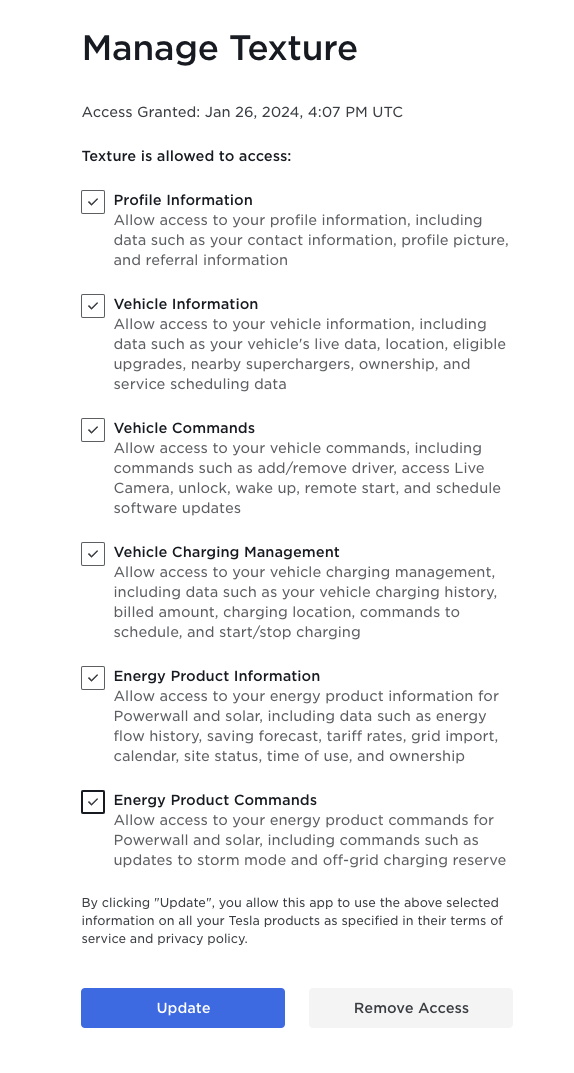 Manage Texture
Access Granted: Jan 26, 2024, 4:07 PM UTC
Texture is allowed to access:
Profile Information
Allow access to your profile information, including
data such as your contact information, profile picture,
and referral information
Vehicle Information
Allow access to your vehicle information, including
data such as your vehicle's live data, location, eligible
upgrades, nearby superchargers, ownership, and
service scheduling data
Vehicle Commands
Allow access to your vehicle commands, including
commands such as add/remove driver, access Live
Camera, unlock, wake up, remote start, and schedule
software updates
Vehicle Charging Management
Allow access to your vehicle charging management,
including data such as your vehicle charging history,
billed amount, charging location, commands to
schedule, and start/stop charging
Energy Product Information
Allow access to your energy product information for
Powerwall and solar, including data such as energy
flow history, saving forecast, tariff rates, grid import,
calendar, site status, time of use, and ownership
Energy Product Commands
Allow access to your energy product commands for
Powerwall and solar, including commands such as
updates to storm mode and off-grid charging reserve
By clicking "Update", you allow this app to use the above selected
information on all your Tesla products as specified in their terms of
service and privacy policy.
Update
Remove Access